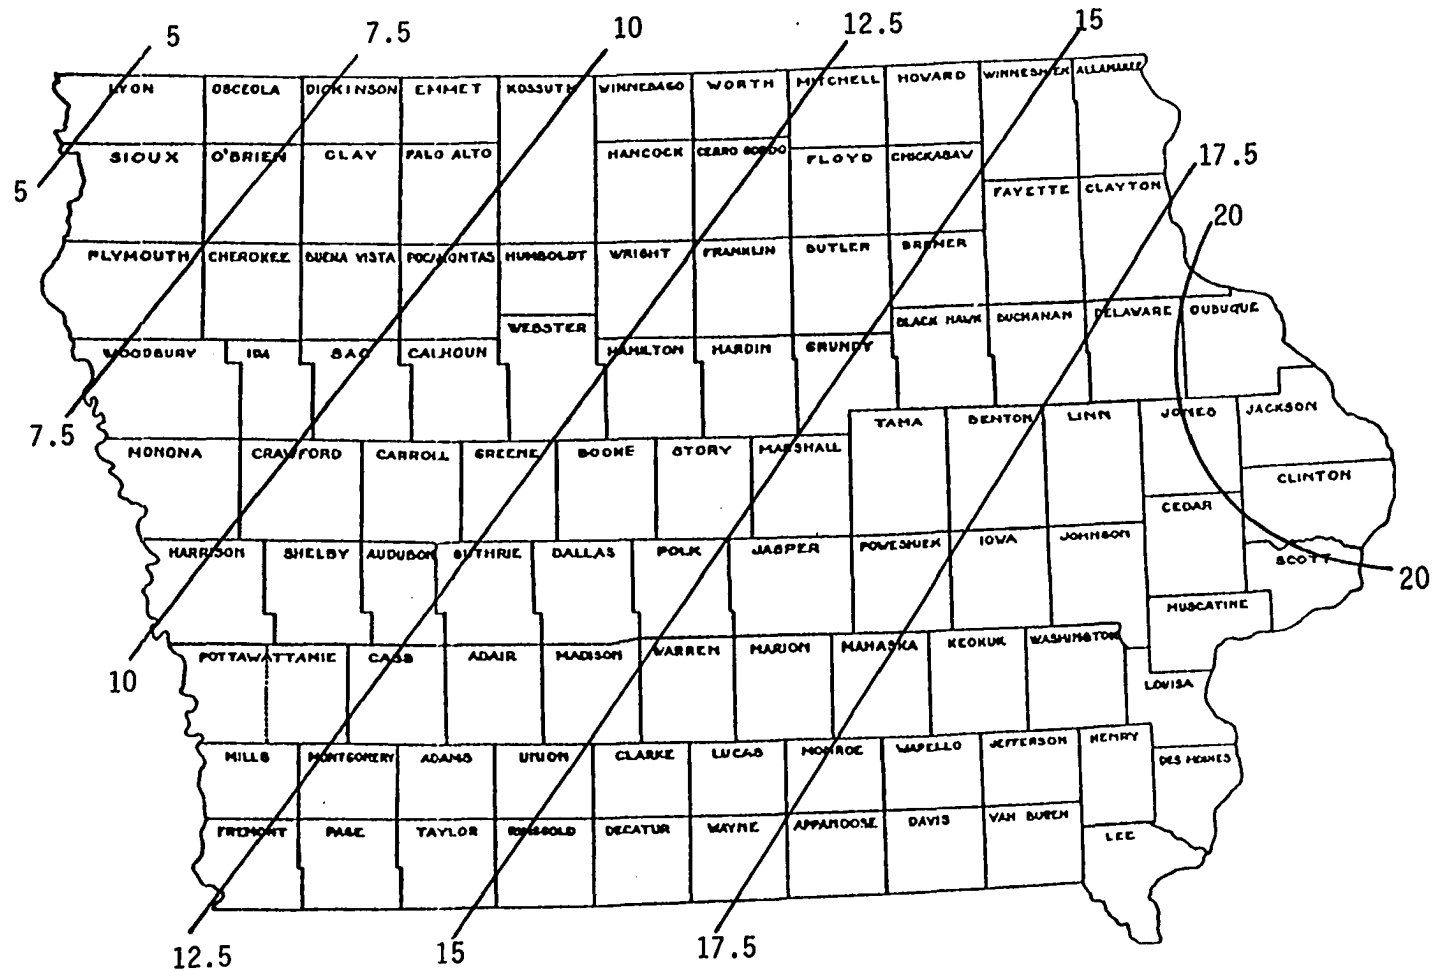 5 7.5 10 12.5 15
LYON OSCEOLA DICKINSON EMMET KOSSUTH WINNEBAGO WORTH MITCHELL HOWARD WINNESHIEK ALLAMAKEE
SIOUX O'BRIEN CLAY PALO ALTO HANCOCK CERRO GORDO FLOYD CHICKASAW 17.5
5 FAYETTE CLAYTON
20
PLYMOUTH CHEROKEE BUENA VISTA POCAHONTAS HUMBOLDT WRIGHT FRANKLIN BUTLER BREMER
WEBSTER BLACK HAWK BUCHANAN DELAWARE DUBUQUE
WOODBURY IDA SAC CALHOUN HAMILTON HARDIN GRUNDY
7.5 TAMA BENTON LINN JONES JACKSON
MONONA CRAWFORD CARROLL GREENE BOONE STORY MARSHALL
CLINTON
CEDAR
HARRISON SHELBY AUDUBON GUTHRIE DALLAS POLK JASPER POWESHIEK IOWA JOHNSON
SCOTT
20
MUSCATINE
10 POTTAWATTAMIE CASS ADAIR MADISON WARREN MARION MAHASKA KEOKUK WASHINGTON
LOUISA
MILLS MONTGOMERY ADAMS UNION CLARKE LUCAS MONROE WAPELLO JEFFERSON HENRY
DES MOINES
FREMONT PAGE TAYLOR RINGGOLD DECATUR WAYNE APPANOOSE DAVIS VAN BUREN
LEE
12.5 15 17.5